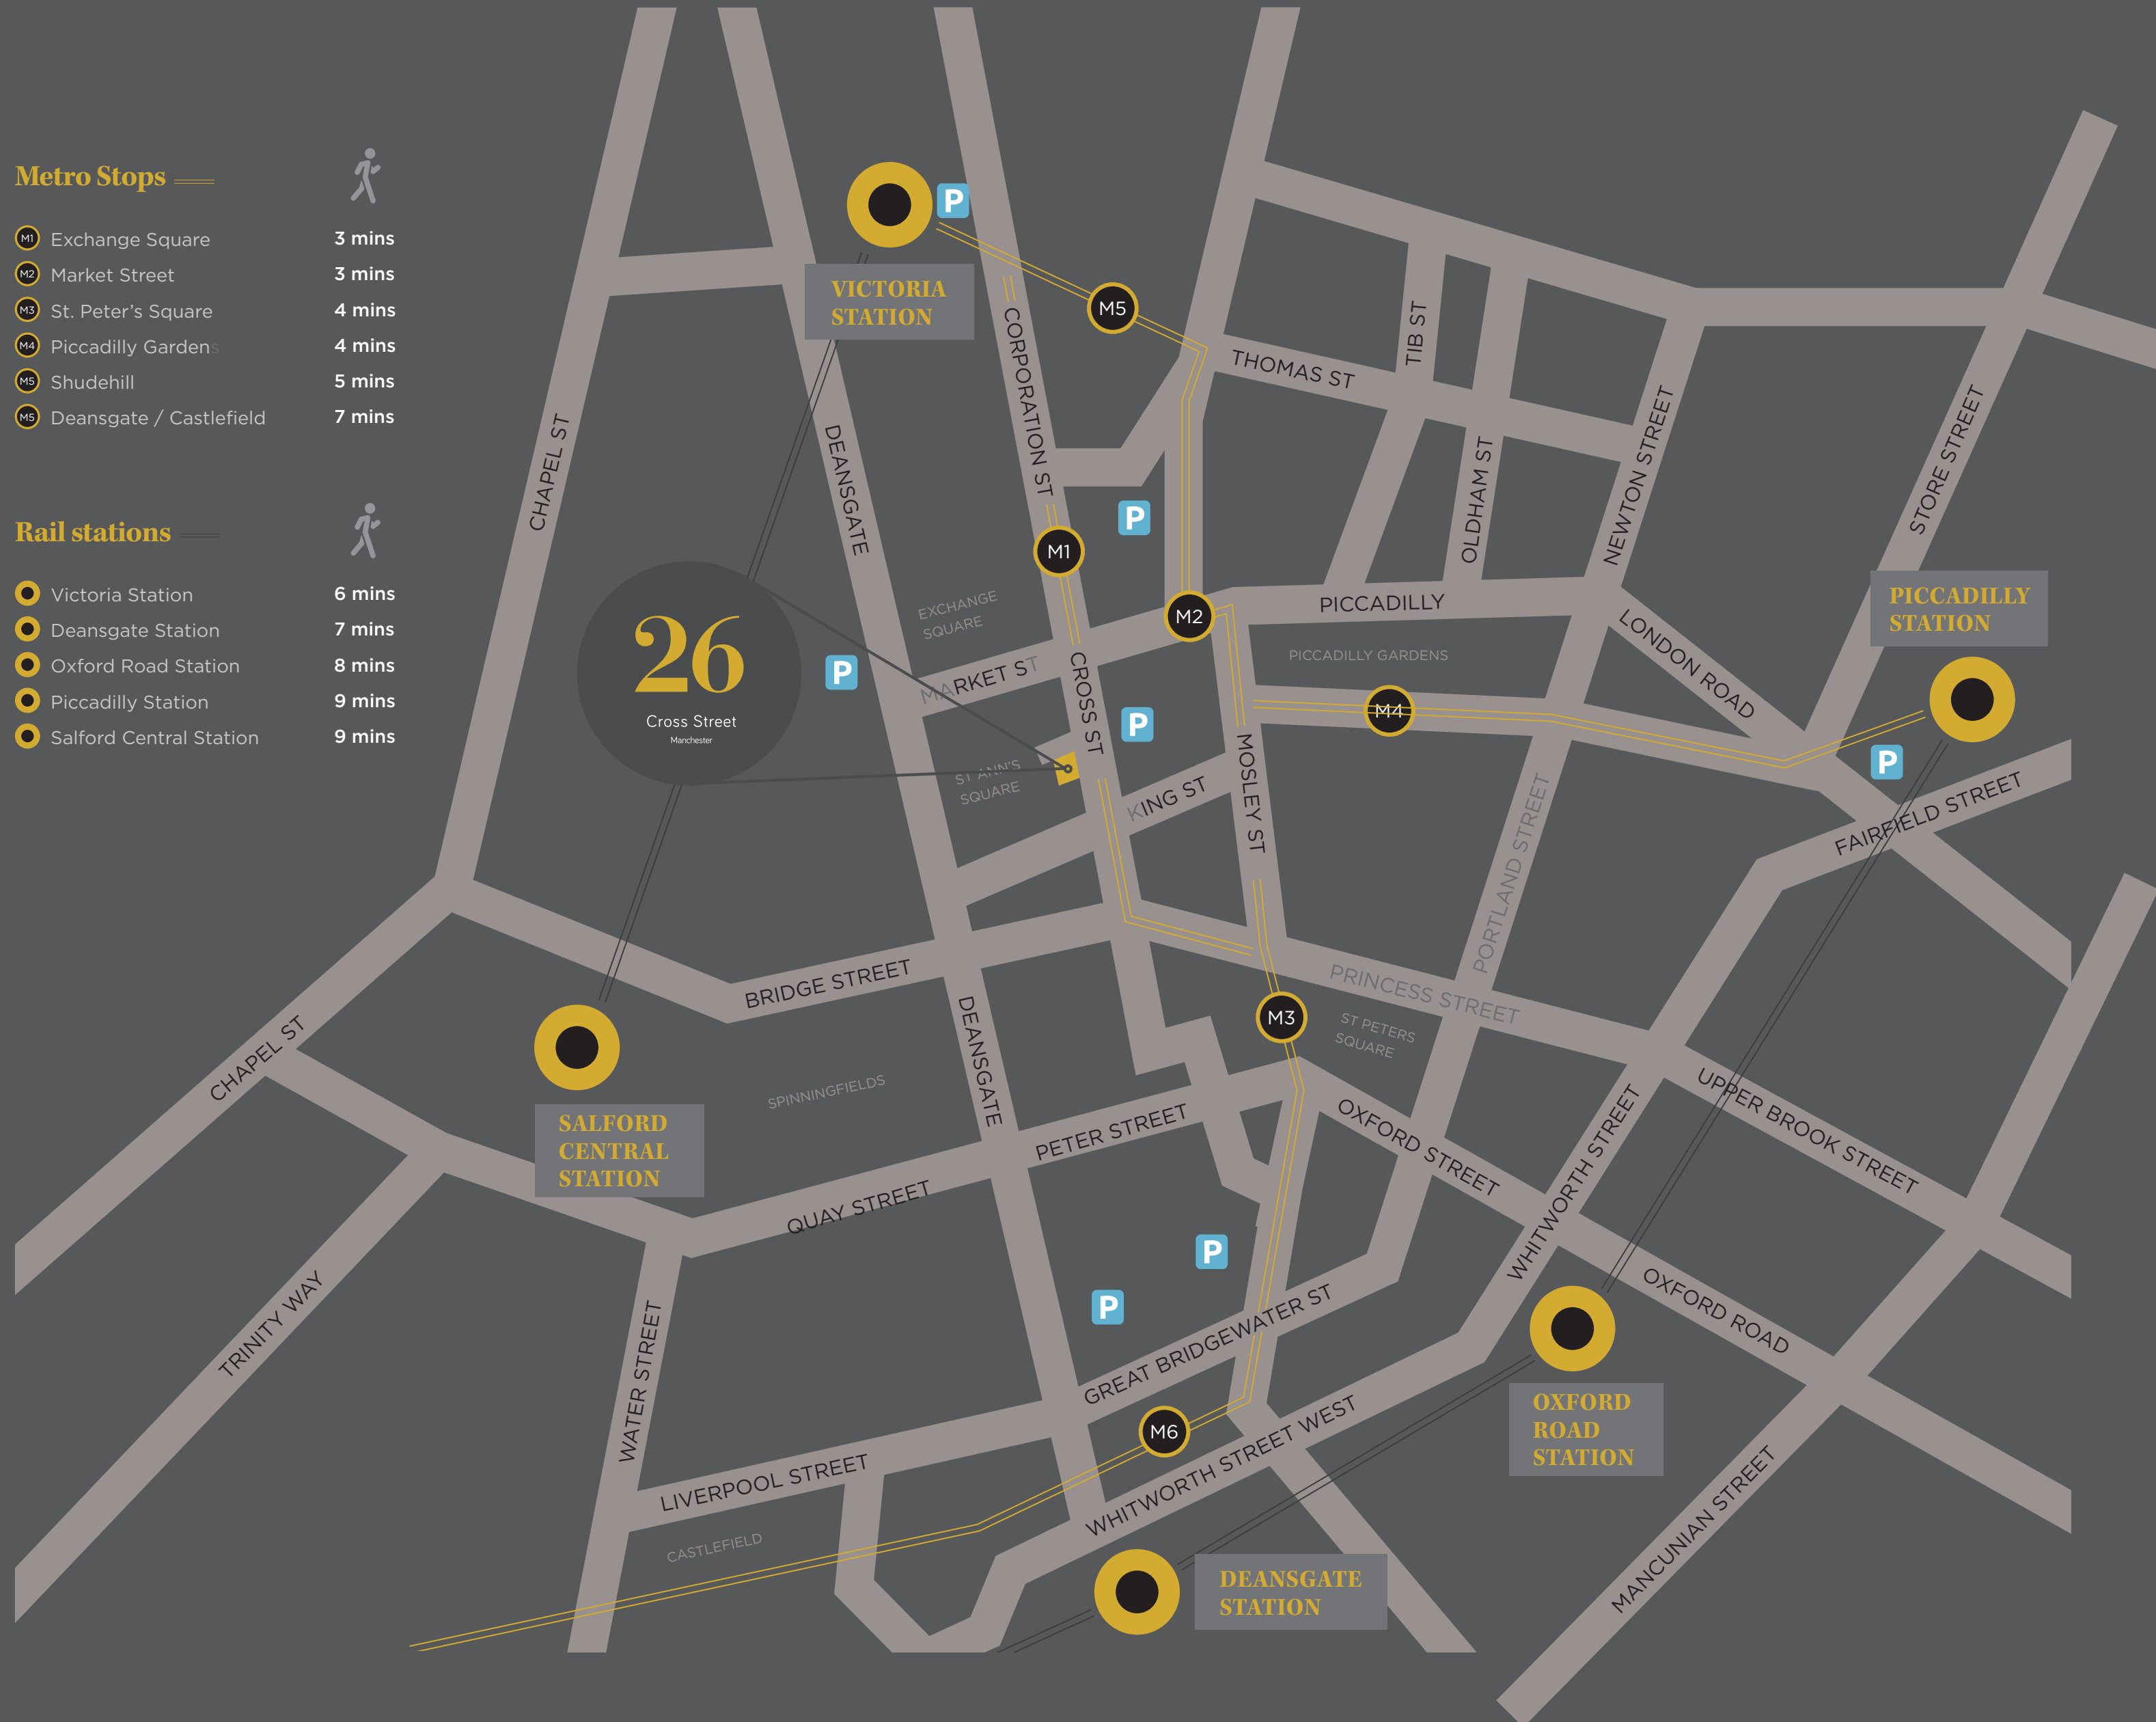 Metro Stops
M1 Exchange Square 3 mins
M2 Market Street 3 mins
M3 St. Peter's Square 4 mins
M4 Piccadilly Gardens 4 mins
M5 Shudehill 5 mins
M5 Deansgate / Castlefield 7 mins
Rail stations
Victoria Station 6 mins
Deansgate Station 7 mins
Oxford Road Station 8 mins
Piccadilly Station 9 mins
Salford Central Station 9 mins
P
VICTORIA
STATION
M5
THOMAS ST
TIB ST
CORPORATION ST
CHAPEL ST
DEANSGATE
OLDHAM ST
NEWTON STREET
STORE STREET
P
M1
M2
PICCADILLY
EXCHANGE
SQUARE
PICCADILLY
STATION
26
Cross Street
Manchester
P
MARKET ST
CROSS ST
PICCADILLY GARDENS
LONDON ROAD
P
M4
P
ST ANN'S
SQUARE
KING ST
MOSLEY ST
PORTLAND STREET
FAIRFIELD STREET
BRIDGE STREET
PRINCESS STREET
M3
ST PETERS
SQUARE
CHAPEL ST
DEANSGATE
SPINNINGFIELDS
SALFORD
CENTRAL
STATION
PETER STREET
OXFORD STREET
UPPER BROOK STREET
WHITWORTH STREET
QUAY STREET
P
P
TRINITY WAY
WATER STREET
GREAT BRIDGEWATER ST
OXFORD ROAD
OXFORD
ROAD
STATION
M6
LIVERPOOL STREET
WHITWORTH STREET WEST
CASTLEFIELD
MANCUNIAN STREET
DEANSGATE
STATION